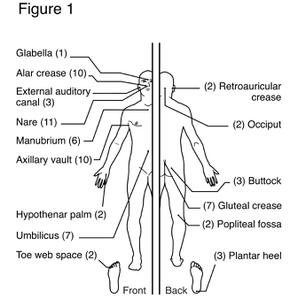 Figure 1
Glabella (1)
Alar crease (10)
External auditory
canal (3)
Nare (11)
Manubrium (6)
Axillary vault (10)
Hypothenar palm (2)
Umbilicus (7)
Toe web space (2)
Front
(2) Retroauricular
crease
(2) Occiput
(3) Buttock
(7) Gluteal crease
(2) Popliteal fossa
(3) Plantar heel
Back